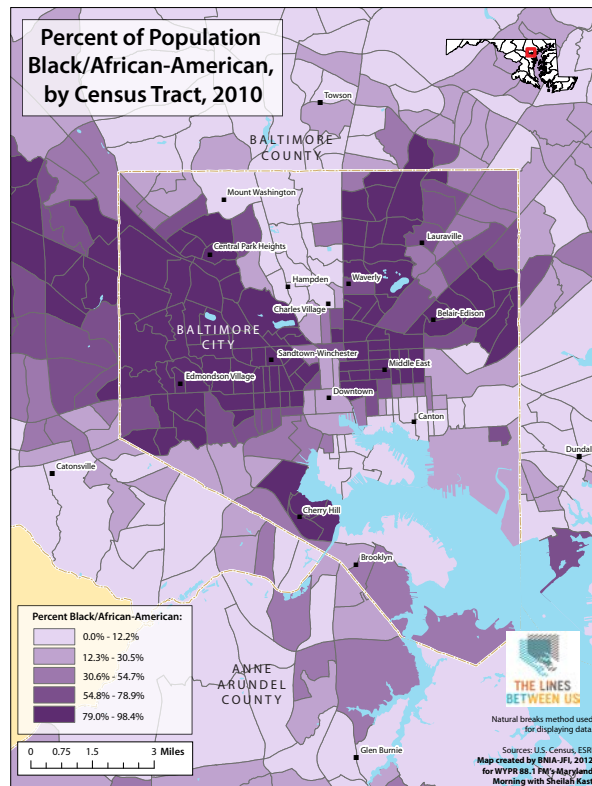 Percent of Population
Black/African-American,
by Census Tract, 2010
Towson
BALTIMORE
COUNTY
Mount Washington
Lauraville
Central Park Heights
Hampden
Waverly
Charles Village
Belair-Edison
BALTIMORE
CITY
Sandtown-Winchester
Middle East
Edmondson Village
Downtown
Canton
Catonsville
Dundal
Cherry Hill
Brooklyn
Percent Black/African-American:
0.0% - 12.2%
12.3% - 30.5%
30.6% - 54.7%
54.8% - 78.9%
79.0% - 98.4%
0 0.75 1.5 3 Miles
ANNE
ARUNDEL
COUNTY
Glen Burnie
THE LINES
BETWEEN US
Natural breaks method used
for displaying data.
Sources: U.S. Census, ESRI
Map created by BNIA-JFI, 2012
for WYPR 88.1 FM's Maryland
Morning with Sheilah Kast